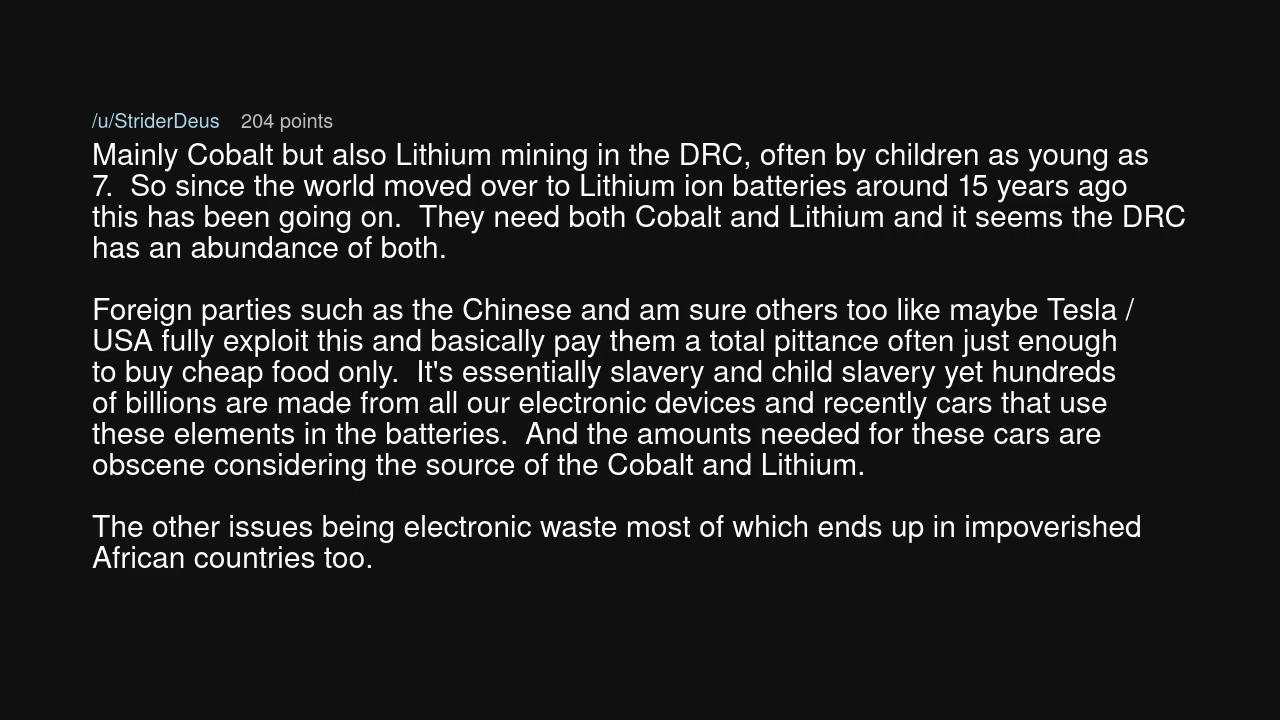 /u/StriderDeus 204 points
Mainly Cobalt but also Lithium mining in the DRC, often by children as young as
7.  So since the world moved over to Lithium ion batteries around 15 years ago
this has been going on.  They need both Cobalt and Lithium and it seems the DRC
has an abundance of both.
Foreign parties such as the Chinese and am sure others too like maybe Tesla /
USA fully exploit this and basically pay them a total pittance often just enough
to buy cheap food only.  It's essentially slavery and child slavery yet hundreds
of billions are made from all our electronic devices and recently cars that use
these elements in the batteries.  And the amounts needed for these cars are
obscene considering the source of the Cobalt and Lithium.
The other issues being electronic waste most of which ends up in impoverished
African countries too.